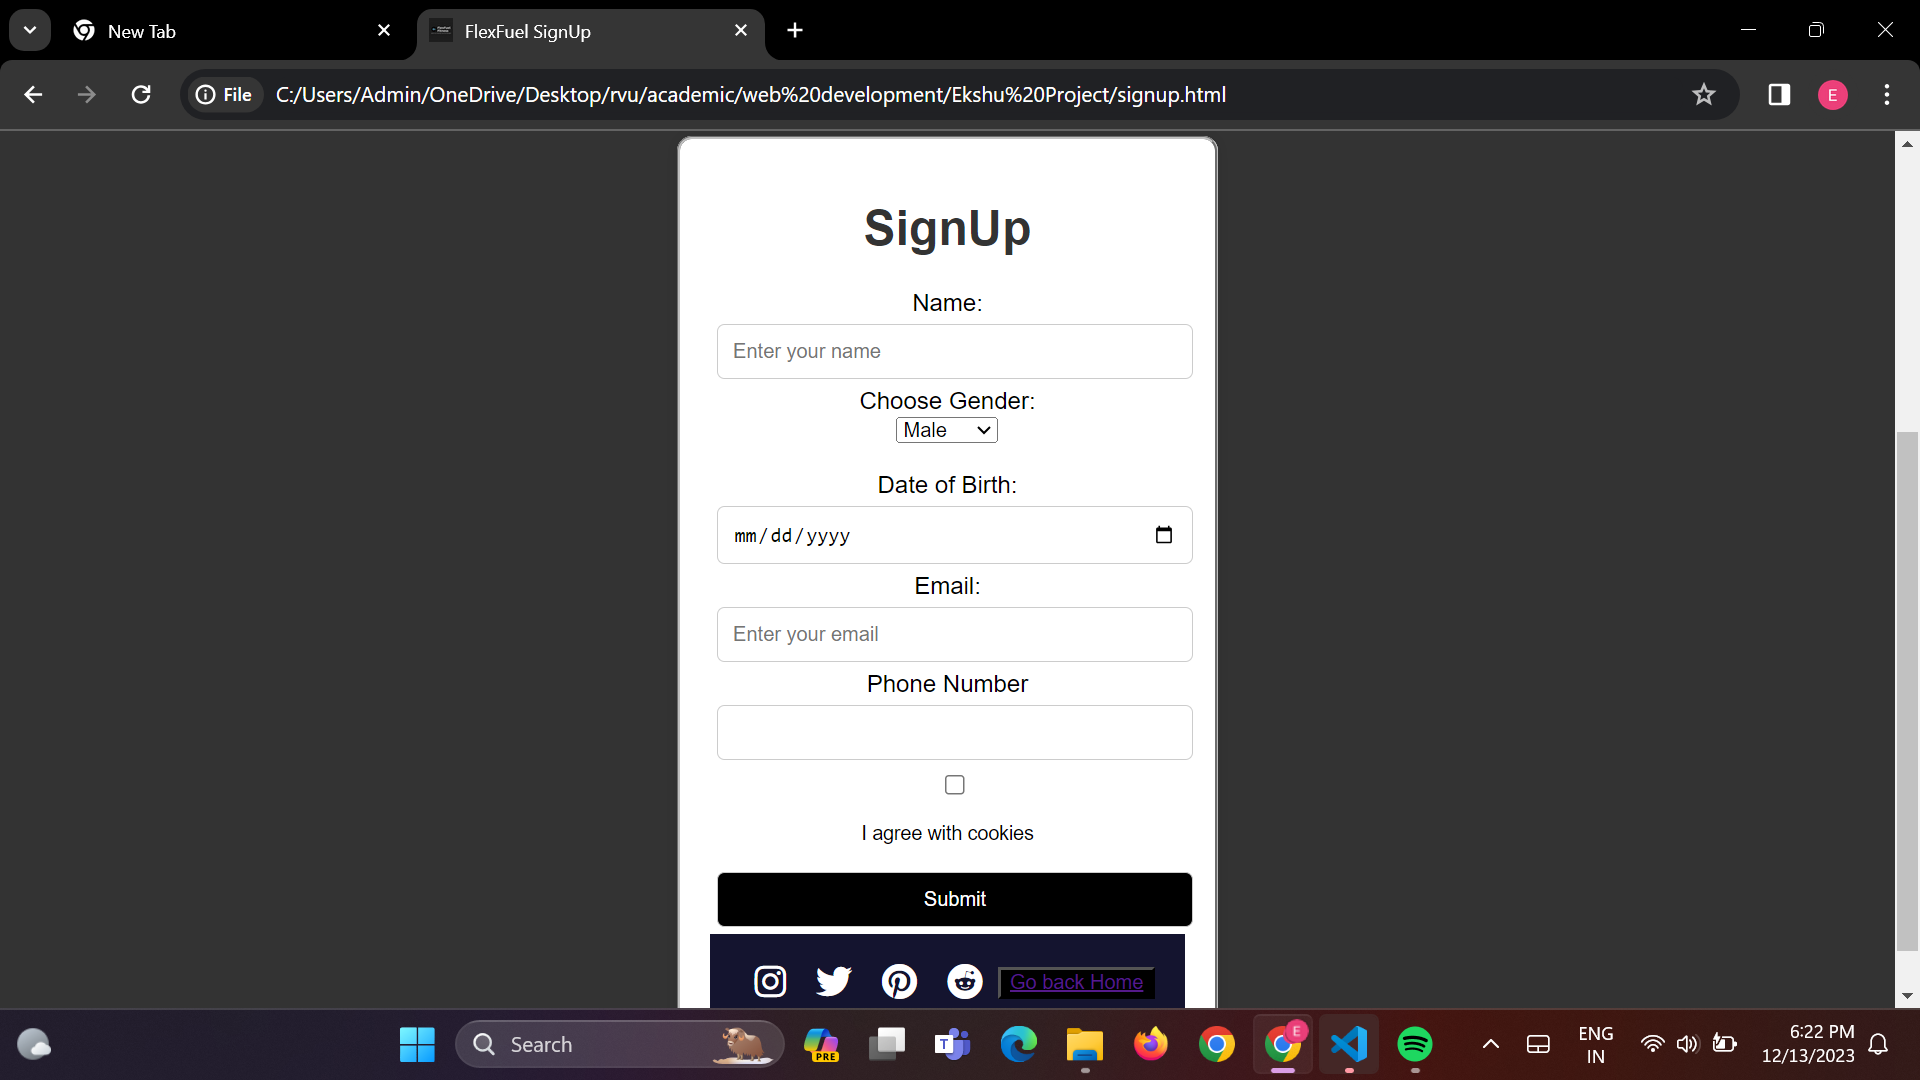 New Tab
FlexFuel SignUp
File
C:/Users/Admin/OneDrive/Desktop/rvu/academic/web%20development/Ekshu%20Project/signup.html
E
SignUp
Name:
Enter your name
Choose Gender:
Male
Date of Birth:
mm/dd/yyyy
Email:
Enter your email
Phone Number
I agree with cookies
Submit
Go back Home
Search
PRE
T
E
ENG
IN
6:22 PM
12/13/2023